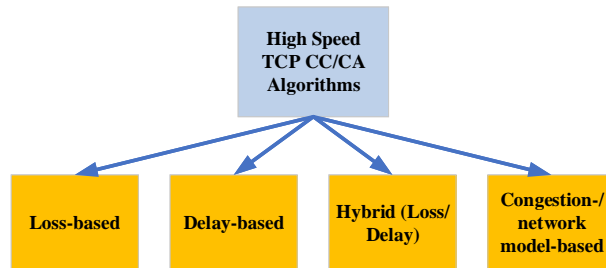 High Speed
TCP CC/CA
Algorithms
Loss-based
Delay-based
Hybrid (Loss/
Delay)
Congestion-/
network
model-based